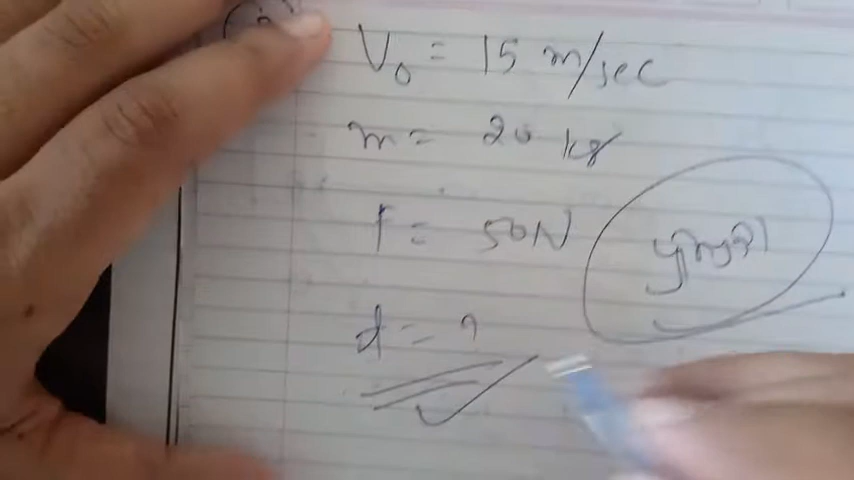 V₀ = 15 m/sec
m = 20 kg
f = 50N
d = ?